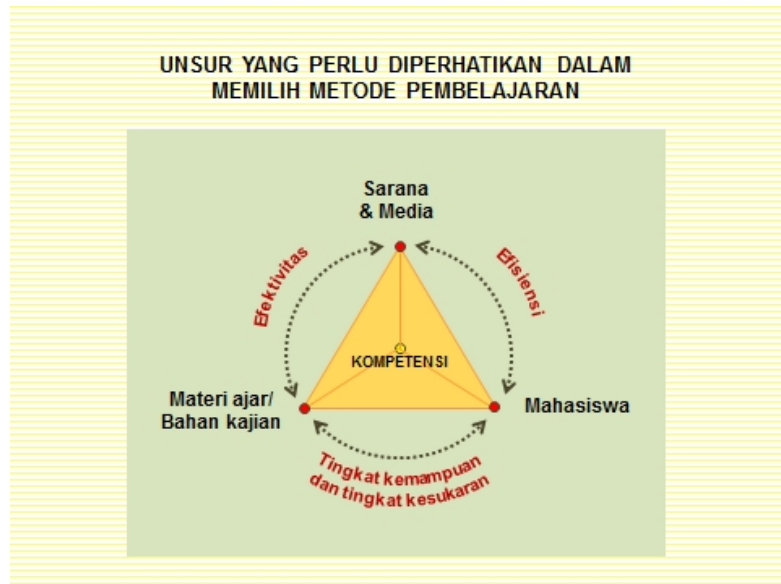 UNSUR YANG PERLU DIPERHATIKAN DALAM
MEMILIH METODE PEMBELAJARAN
Sarana
& Media
Efektivitas
Efisiensi
KOMPETENSI
Materi ajar/
Bahan kajian
Mahasiswa
Tingkat kemampuan
dan tingkat kesukaran